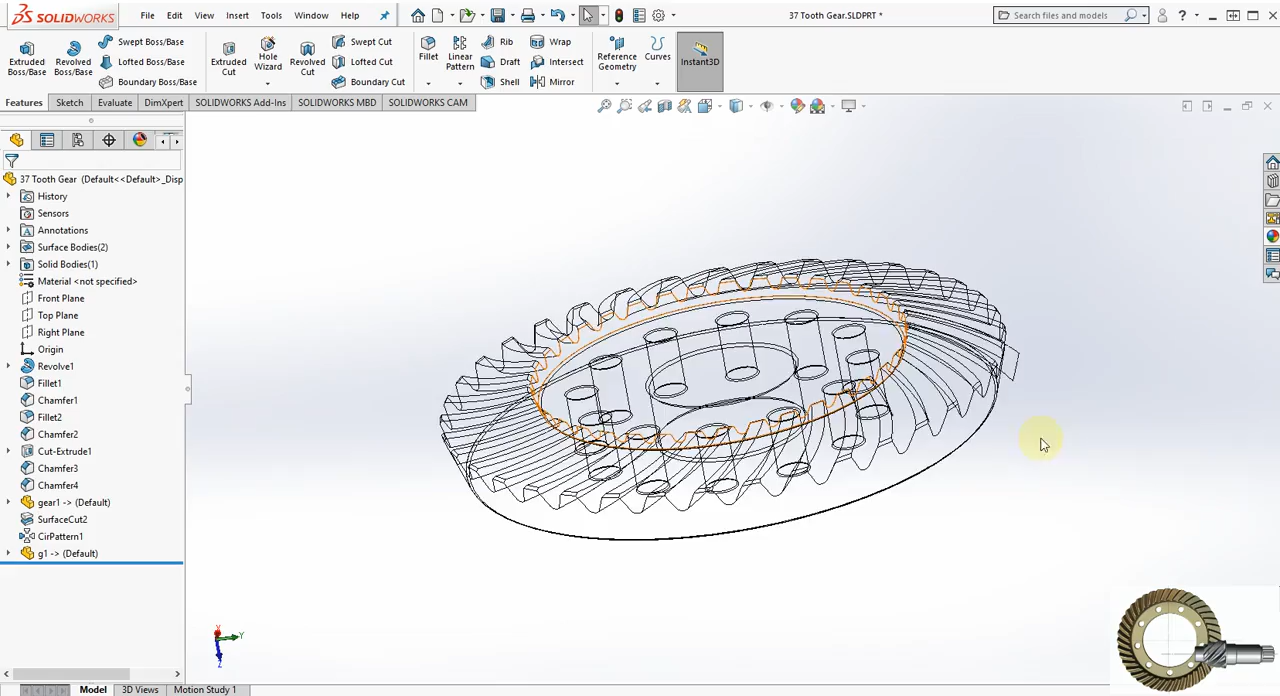 SOLIDWORKS File Edit View Insert Tools Window Help 37 Tooth Gear.SLDPRT * Search files and models ?
Extruded Boss/Base
Revolved Boss/Base
Swept Boss/Base
Lofted Boss/Base
Boundary Boss/Base
Extruded Cut
Hole Wizard
Revolved Cut
Swept Cut
Lofted Cut
Boundary Cut
Fillet
Linear Pattern
Rib
Draft
Shell
Wrap
Intersect
Mirror
Reference Geometry
Curves
Instant3D
Features Sketch Evaluate DimXpert SOLIDWORKS Add-Ins SOLIDWORKS MBD SOLIDWORKS CAM
37 Tooth Gear (Default<<Default>_Disp
History
Sensors
Annotations
Surface Bodies(2)
Solid Bodies(1)
Material <not specified>
Front Plane
Top Plane
Right Plane
Origin
Revolve1
Fillet1
Chamfer1
Fillet2
Chamfer2
Cut-Extrude1
Chamfer3
Chamfer4
gear1 -> (Default)
SurfaceCut2
CirPattern1
g1 -> (Default)
X
Y
Z
Model 3D Views Motion Study 1